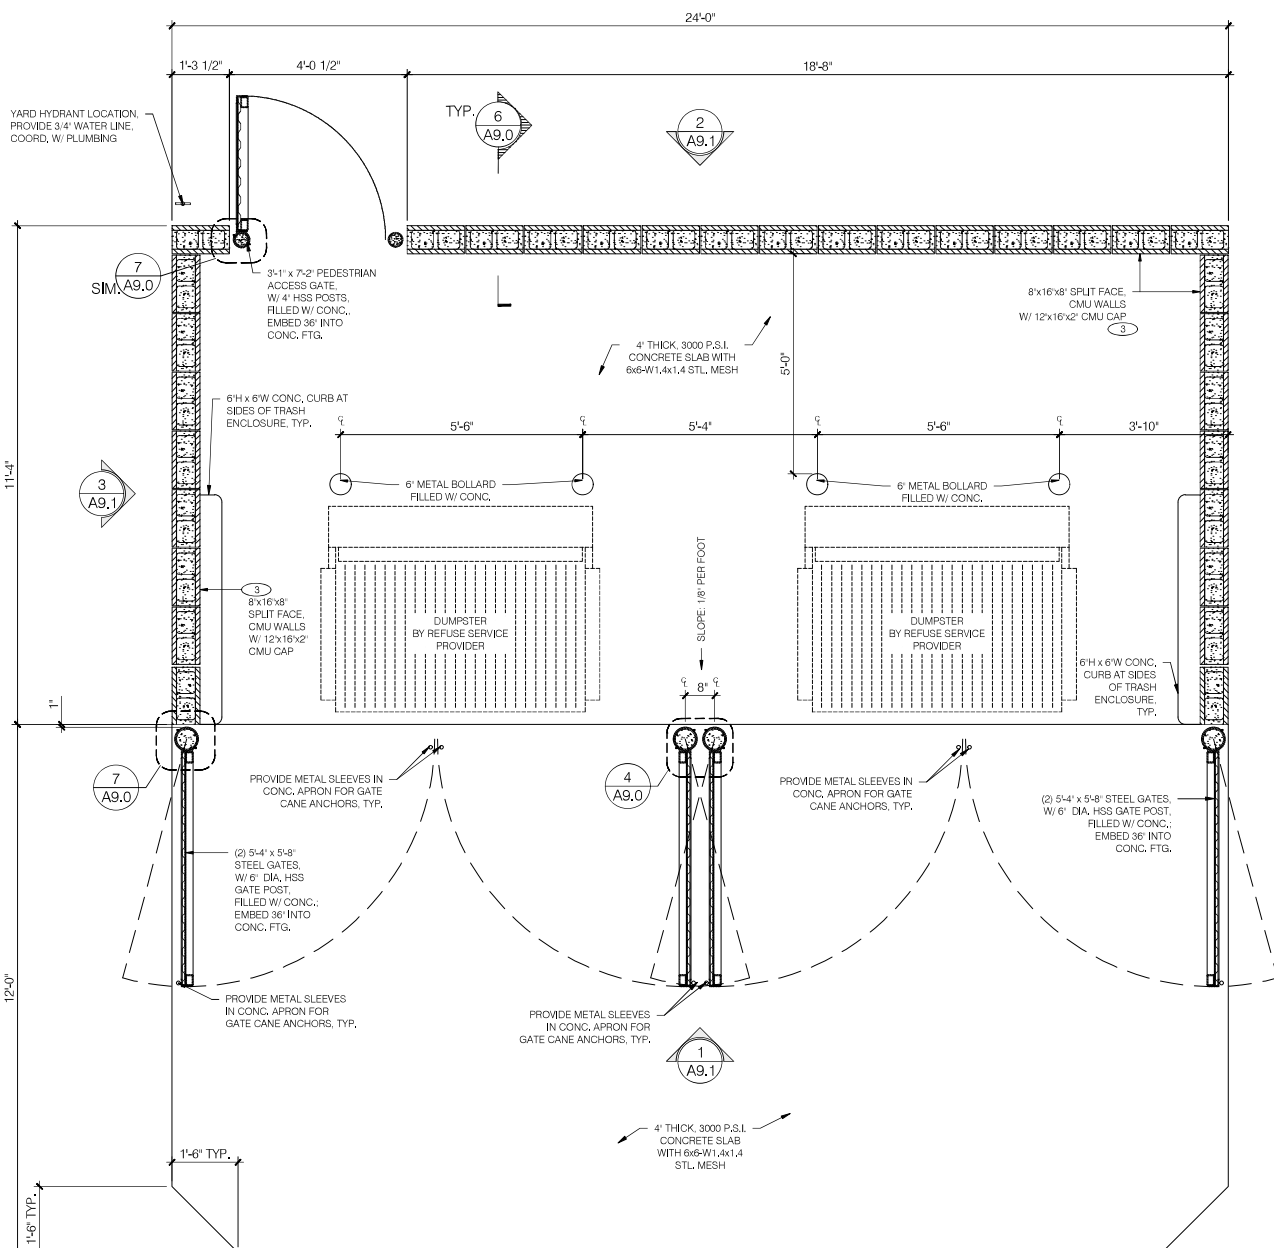 24'-0"
1'-3 1/2"
4'-0 1/2"
18'-8"
YARD HYDRANT LOCATION,
PROVIDE 3/4" WATER LINE,
COORD. W/ PLUMBING
TYP.
6
A9.0
2
A9.1
7
A9.0
SIM.
3'-1" x 7'-2" PEDESTRIAN
ACCESS GATE,
W/ 4" HSS POSTS,
FILLED W/ CONC.,
EMBED 36" INTO
CONC. FTG.
8"x16"x8" SPLIT FACE,
CMU WALLS
W/ 12"x16"x2" CMU CAP
3
4" THICK, 3000 P.S.I.
CONCRETE SLAB WITH
6x6-W1.4x1.4 STL. MESH
5'-0"
6"H x 6"W CONC. CURB AT
SIDES OF TRASH
ENCLOSURE, TYP.
5'-6"
5'-4"
5'-6"
3'-10"
11'-4"
3
A9.1
6" METAL BOLLARD
FILLED W/ CONC.
6" METAL BOLLARD
FILLED W/ CONC.
SLOPE: 1/8" PER FOOT
3
8"x16"x8"
SPLIT FACE,
CMU WALLS
W/ 12"x16"x2"
CMU CAP
DUMPSTER
BY REFUSE SERVICE
PROVIDER
DUMPSTER
BY REFUSE SERVICE
PROVIDER
6"H x 6"W CONC.
CURB AT SIDES
OF TRASH
ENCLOSURE,
TYP.
8"
1"
7
A9.0
PROVIDE METAL SLEEVES IN
CONC. APRON FOR GATE
CANE ANCHORS, TYP.
4
A9.0
PROVIDE METAL SLEEVES IN
CONC. APRON FOR GATE
CANE ANCHORS, TYP.
(2) 5'-4" x 5'-8" STEEL GATES,
W/ 6" DIA. HSS GATE POST,
FILLED W/ CONC.;
EMBED 36" INTO
CONC. FTG.
(2) 5'-4" x 5'-8"
STEEL GATES,
W/ 6" DIA. HSS
GATE POST,
FILLED W/ CONC.;
EMBED 36" INTO
CONC. FTG.
12'-0"
PROVIDE METAL SLEEVES
IN CONC. APRON FOR
GATE CANE ANCHORS, TYP.
PROVIDE METAL SLEEVES
IN CONC. APRON FOR
GATE CANE ANCHORS, TYP.
1
A9.1
4" THICK, 3000 P.S.I.
CONCRETE SLAB
WITH 6x6-W1.4x1.4
STL. MESH
1'-6" TYP.
1'-6" TYP.